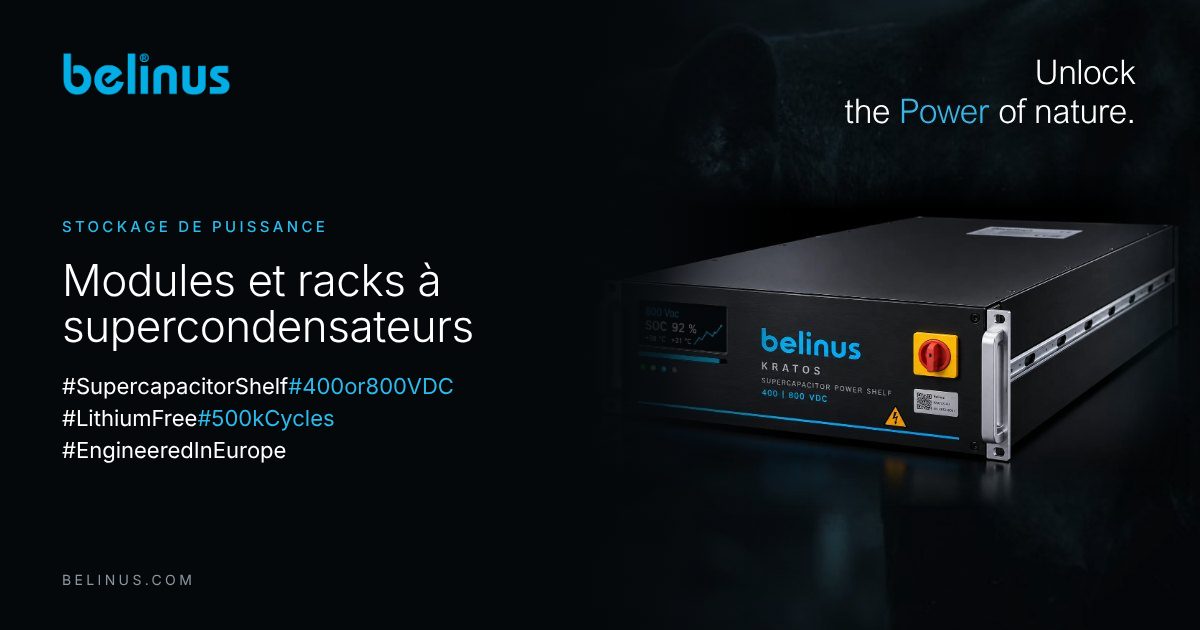 belinus®
Unlock
the Power of nature.
STOCKAGE DE PUISSANCE
Modules et racks à
supercondensateurs
#SupercapacitorShelf#400or800VDC
#LithiumFree#500kCycles
#EngineeredInEurope
800 Vdc
SOC 92 %
belinus
KRATOS
SUPERCAPACITOR POWER SHELF
400 | 800 VDC
BELINUS.COM